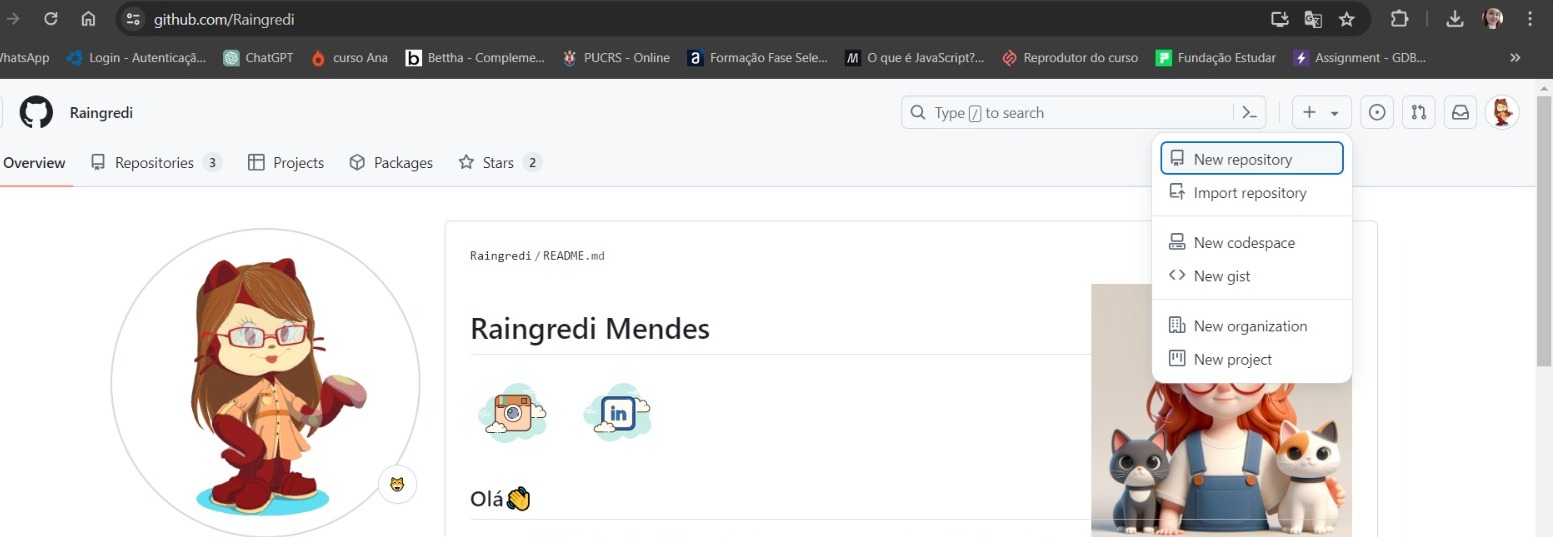 github.com/Raingredi
WhatsApp Login - Autenticaçã... ChatGPT curso Ana Bettha - Compleme... PUCRS - Online Formação Fase Sele... O que é JavaScript?... Reprodutor do curso Fundação Estudar Assignment - GDB... »
Raingredi
Type / to search
Overview Repositories 3 Projects Packages Stars 2
New repository
Import repository
New codespace
New gist
New organization
New project
Raingredi / README.md
Raingredi Mendes
in
Olá👋